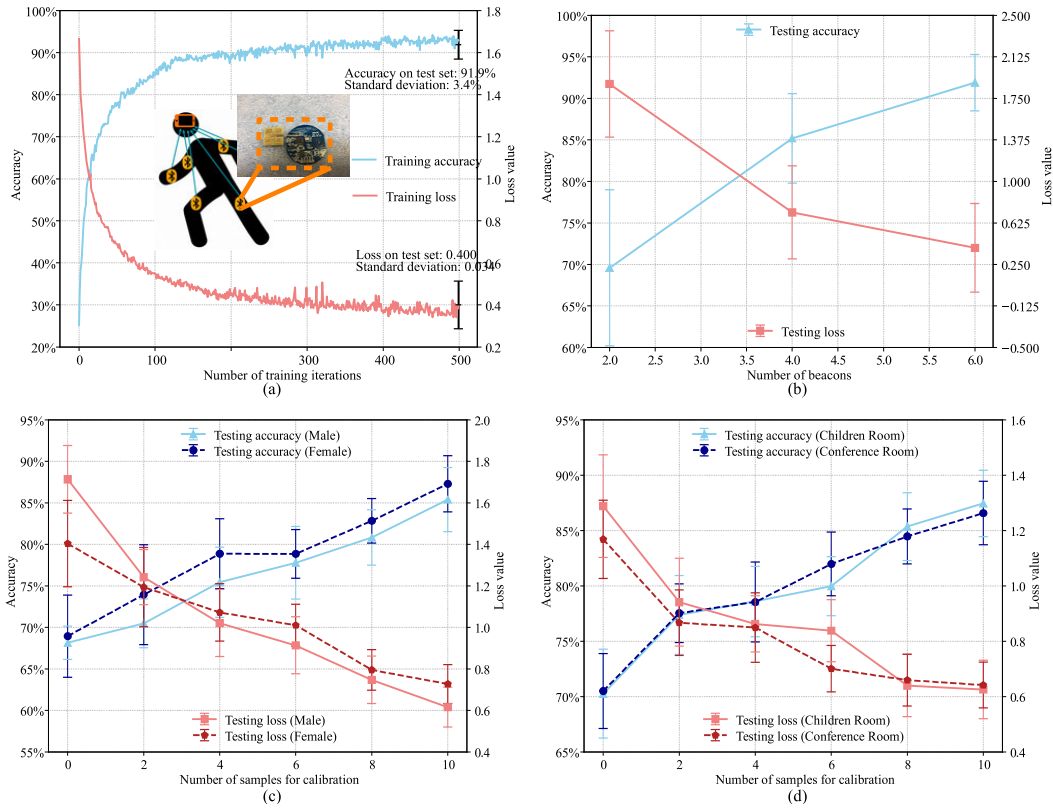 100%
90%
80%
70%
60%
50%
40%
30%
20%
Accuracy
1.8
1.6
1.4
1.2
1.0
0.8
0.6
0.4
0.2
Loss value
Accuracy on test set: 91.9%
Standard deviation: 3.4%
Training accuracy
Training loss
Loss on test set: 0.400
Standard deviation: 0.034
0 100 300 400 500
Number of training iterations
(a)
100%
95%
90%
85%
80%
75%
70%
65%
60%
Accuracy
2.500
2.125
1.750
1.375
1.000
0.625
0.250
−0.125
−0.500
Loss value
Testing accuracy
Testing loss
2.0 2.5 3.0 3.5 4.0 4.5 5.0 5.5 6.0
Number of beacons
(b)
95%
90%
85%
80%
75%
70%
65%
60%
55%
Accuracy
2.0
1.8
1.6
1.4
1.2
1.0
0.8
0.6
0.4
Loss value
Testing accuracy (Male)
Testing accuracy (Female)
Testing loss (Male)
Testing loss (Female)
0 2 4 6 8 10
Number of samples for calibration
(c)
95%
90%
85%
80%
75%
70%
65%
Accuracy
1.6
1.4
1.2
1.0
0.8
0.6
0.4
Loss value
Testing accuracy (Children Room)
Testing accuracy (Conference Room)
Testing loss (Children Room)
Testing loss (Conference Room)
0 2 4 6 8 10
Number of samples for calibration
(d)